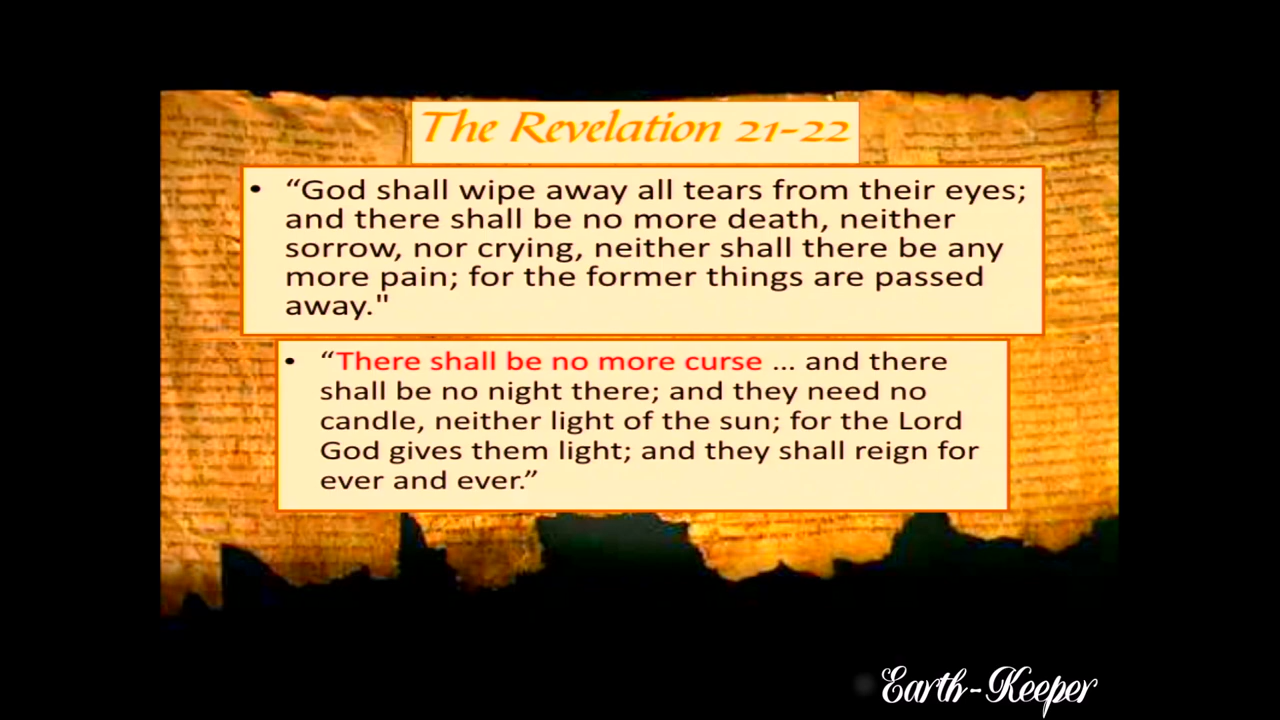 The Revelation 21-22
• “God shall wipe away all tears from their eyes;
and there shall be no more death, neither
sorrow, nor crying, neither shall there be any
more pain; for the former things are passed
away."
• “There shall be no more curse ... and there
shall be no night there; and they need no
candle, neither light of the sun; for the Lord
God gives them light; and they shall reign for
ever and ever.”
Earth-Keeper